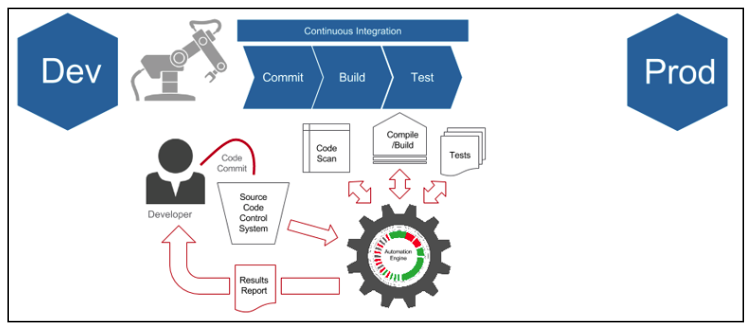 Continuous Integration
Dev
Commit
Build
Test
Prod
Code
Scan
Compile
/Build
Tests
Code
Commit
Developer
Source
Code
Control
System
Automation
Engine
Results
Report